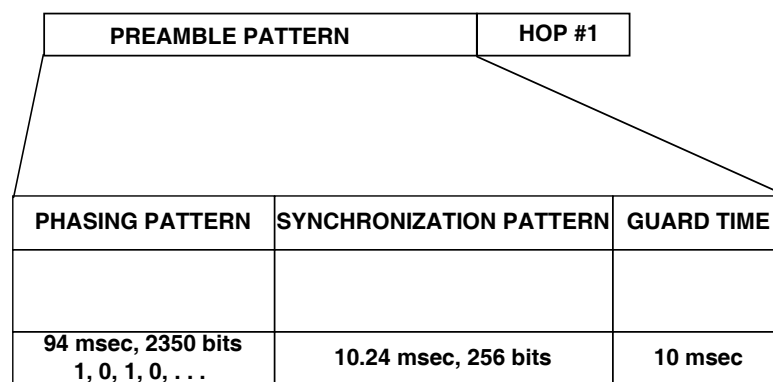 PREAMBLE PATTERN HOP #1
PHASING PATTERN SYNCHRONIZATION PATTERN GUARD TIME
94 msec, 2350 bits
1, 0, 1, 0, . . .
10.24 msec, 256 bits
10 msec